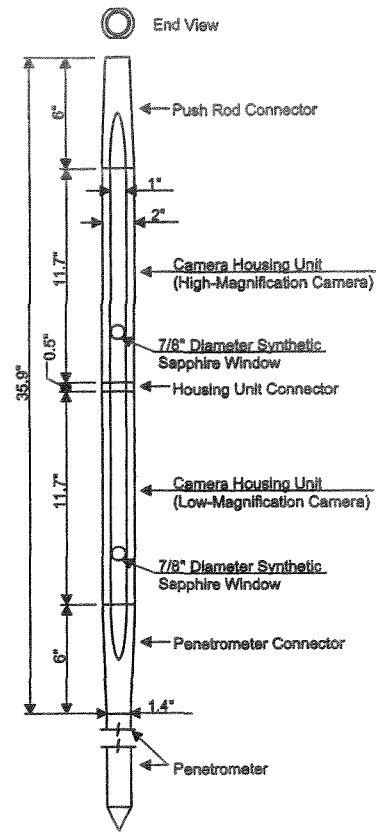 End View
6"
Push Rod Connector
1"
2"
11.7"
Camera Housing Unit
(High-Magnification Camera)
7/8" Diameter Synthetic
Sapphire Window
0.5"
Housing Unit Connector
35.9"
11.7"
Camera Housing Unit
(Low-Magnification Camera)
7/8" Diameter Synthetic
Sapphire Window
6"
Penetrometer Connector
1.4"
Penetrometer